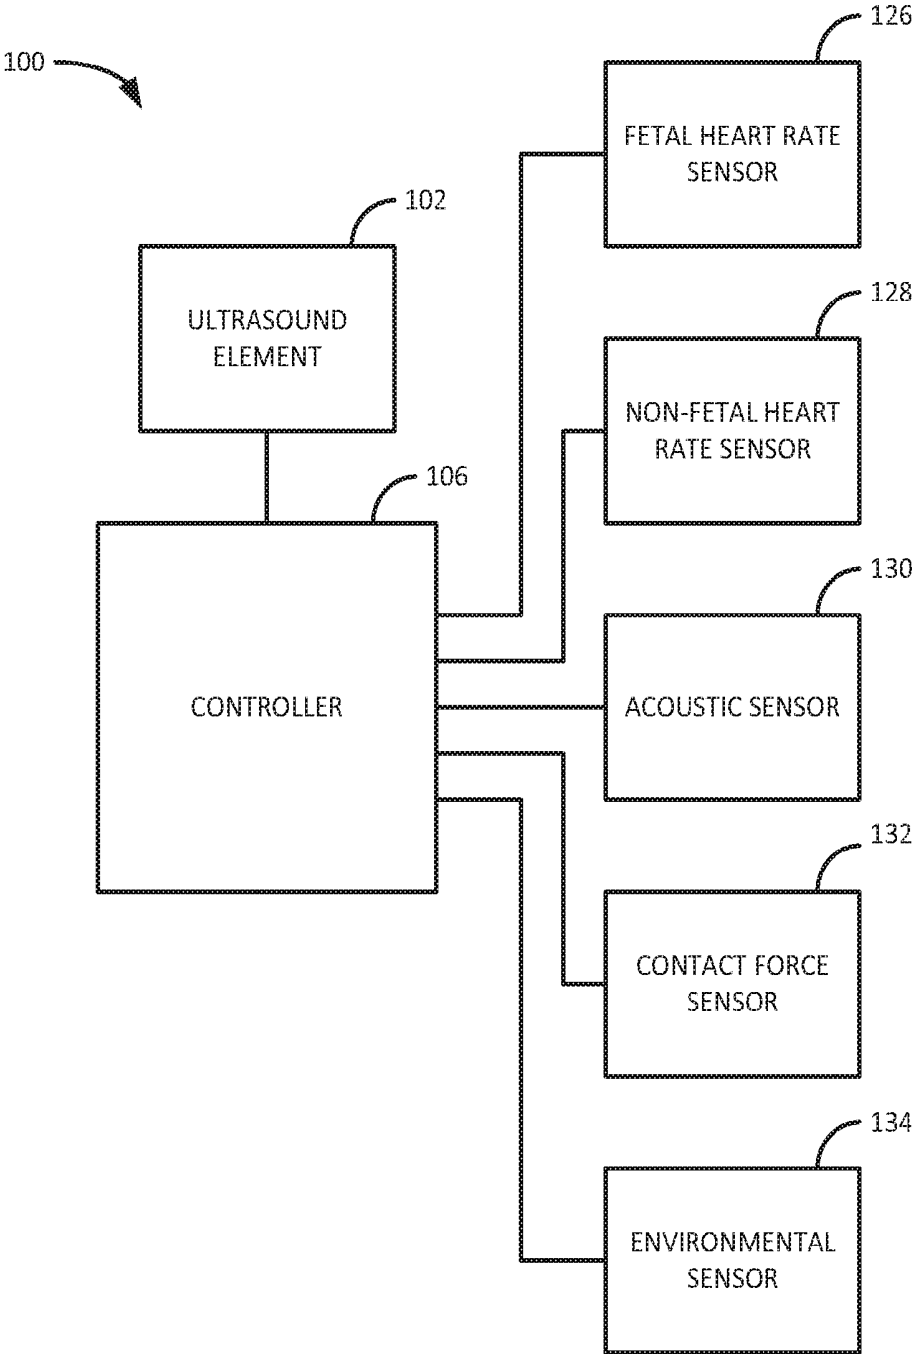 100
126
FETAL HEART RATE
SENSOR
102
ULTRASOUND
ELEMENT
128
NON-FETAL HEART
RATE SENSOR
106
CONTROLLER
130
ACOUSTIC SENSOR
132
CONTACT FORCE
SENSOR
134
ENVIRONMENTAL
SENSOR